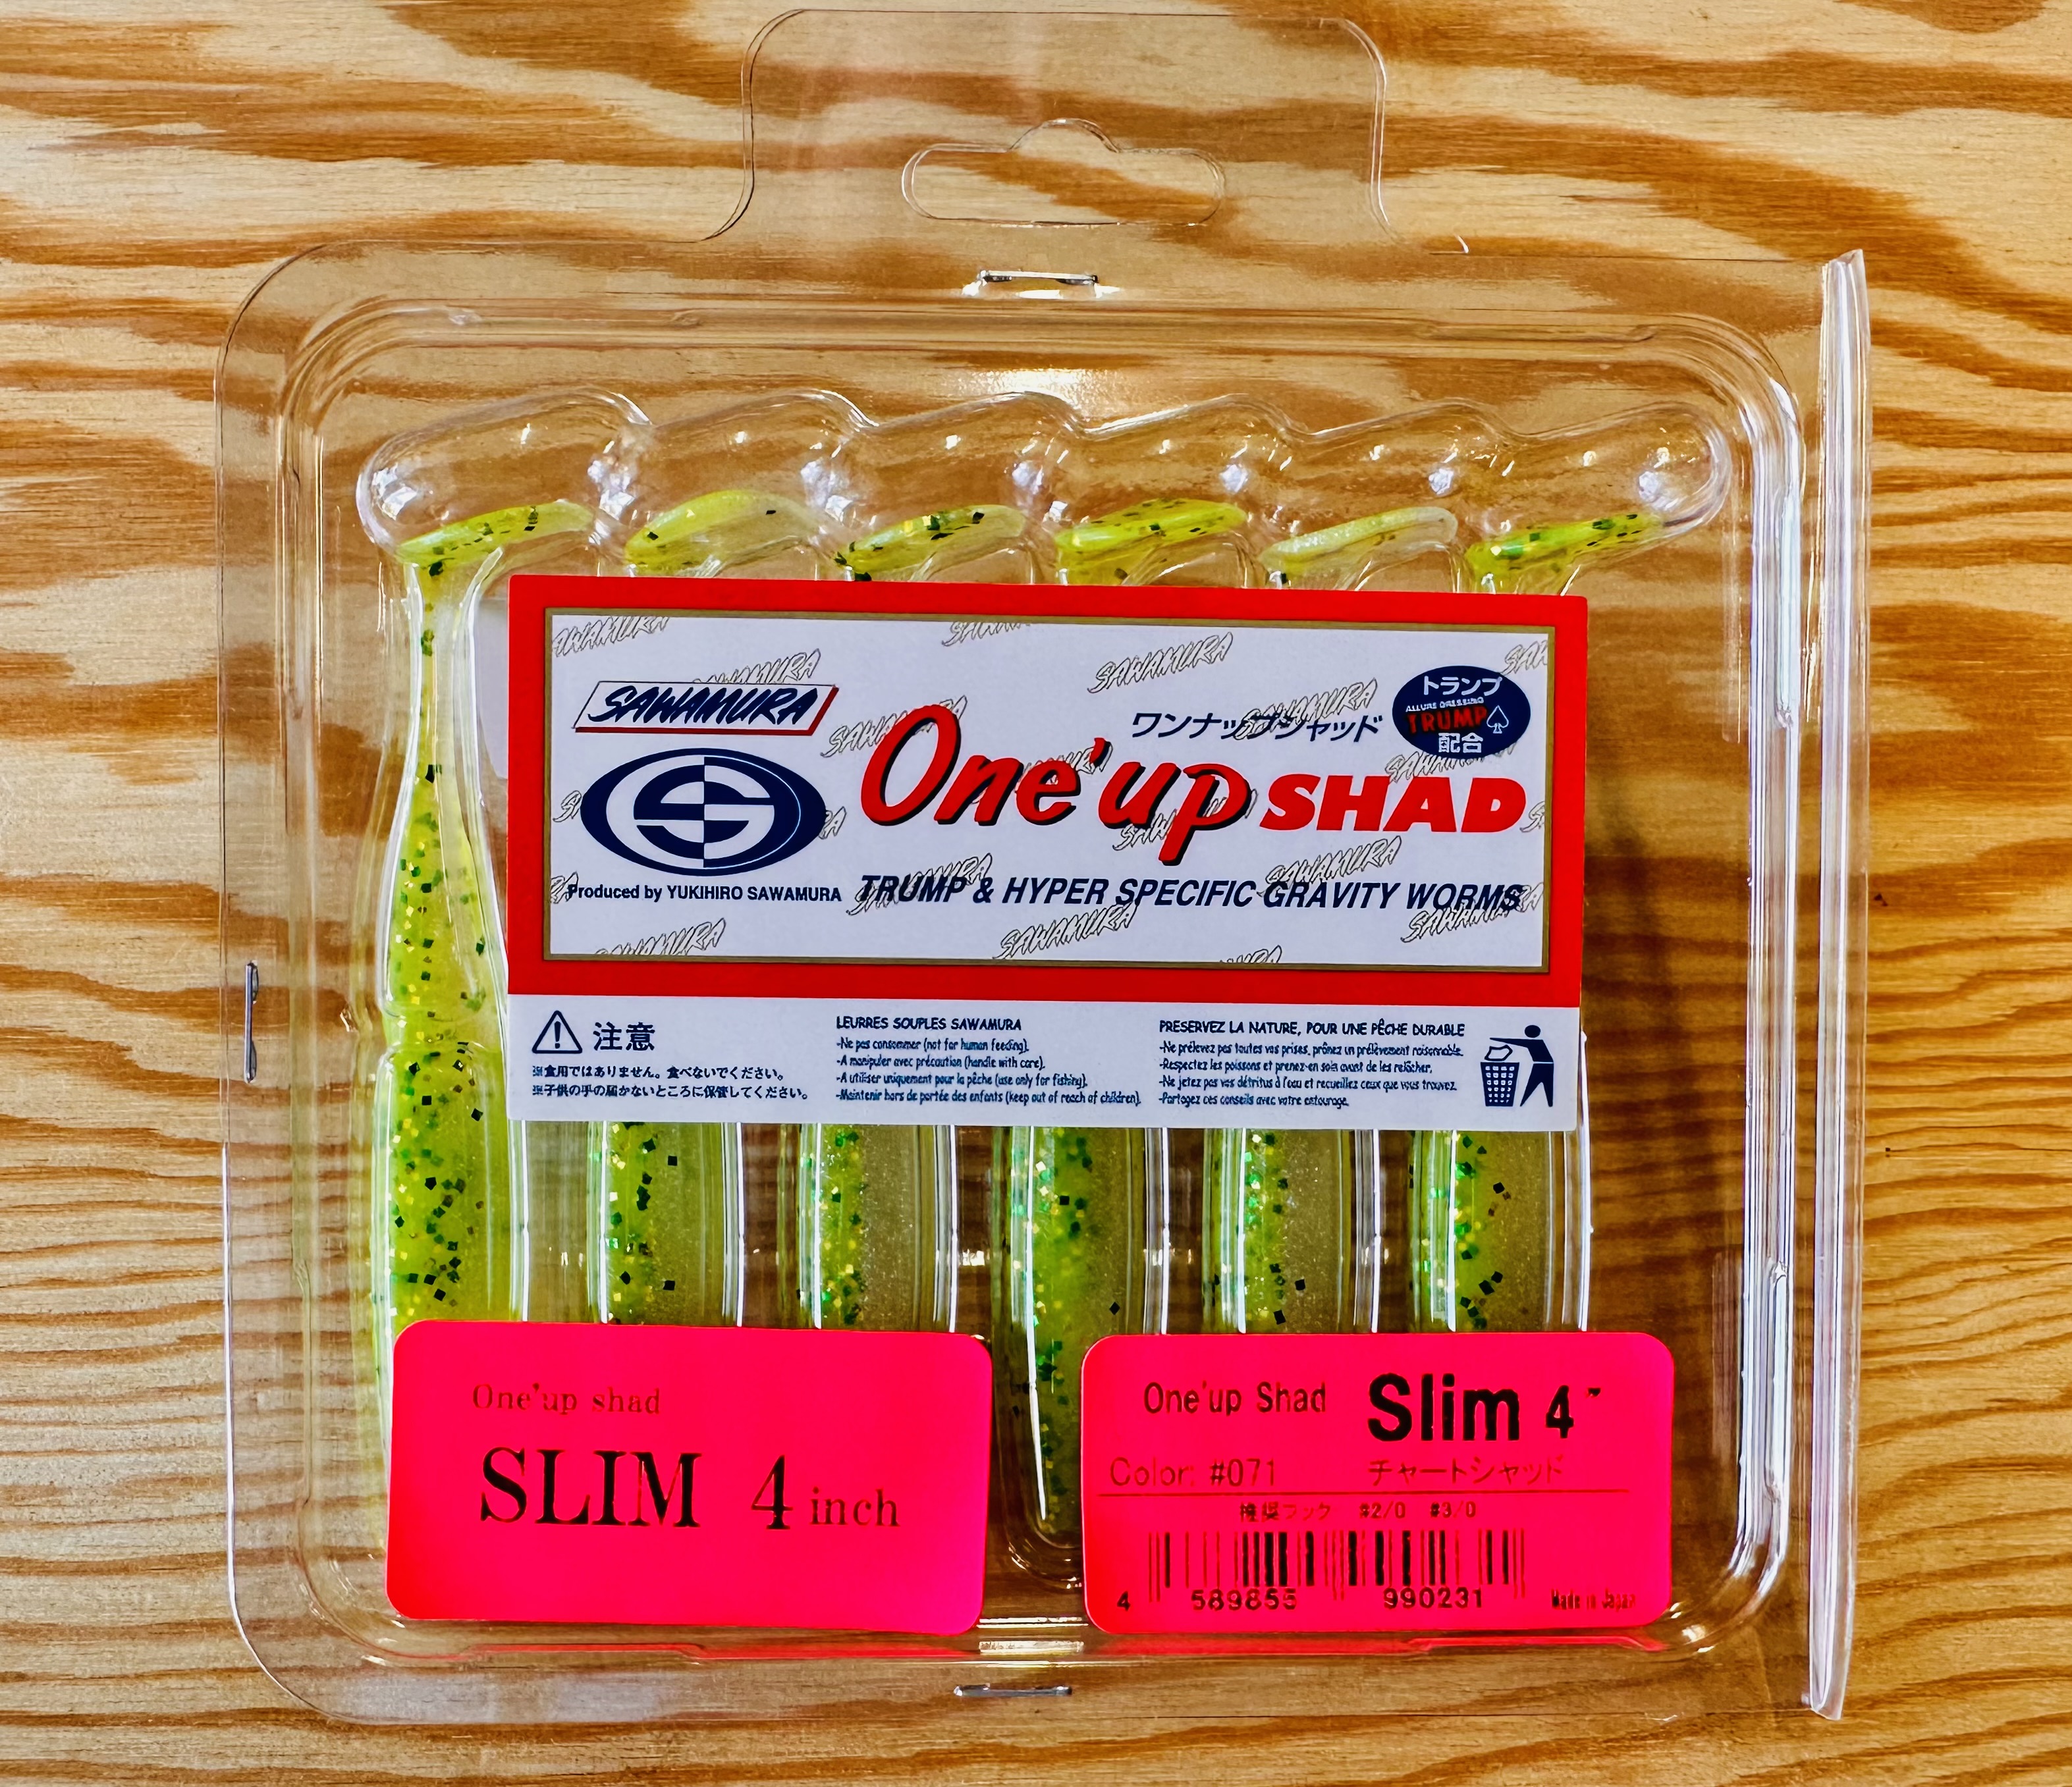 SAWAMURA
ワンナップシャッド
トランプ
ALLURE DRESSING
TRUMP
配合
One'up SHAD
Produced by YUKIHIRO SAWAMURA
TRUMP & HYPER SPECIFIC GRAVITY WORMS
注意
※食用ではありません。食べないでください。
※子供の手の届かないところに保管してください。
LEURRES SOUPLES SAWAMURA
-Ne pas consommer (not for human feeding).
-A manipuler avec précaution (handle with care).
-A utiliser uniquement pour la pêche (use only for fishing).
-Maintenir hors de portée des enfants (keep out of reach of children).
PRESERVEZ LA NATURE, POUR UNE PÊCHE DURABLE
-Ne prélevez pas toutes vos prises, prônez un prélèvement raisonnable.
-Respectez les poissons et prenez-en soin avant de les relâcher.
-Ne jetez pas vos détritus à l'eau et recueillez ceux que vous trouvez.
-Partagez ces conseils avec votre entourage.
One'up shad
SLIM 4 inch
One'up Shad Slim 4"
Color: #071 チャートシャッド
推奨フック #2/0 #3/0
4 589855 990231
Made in Japan